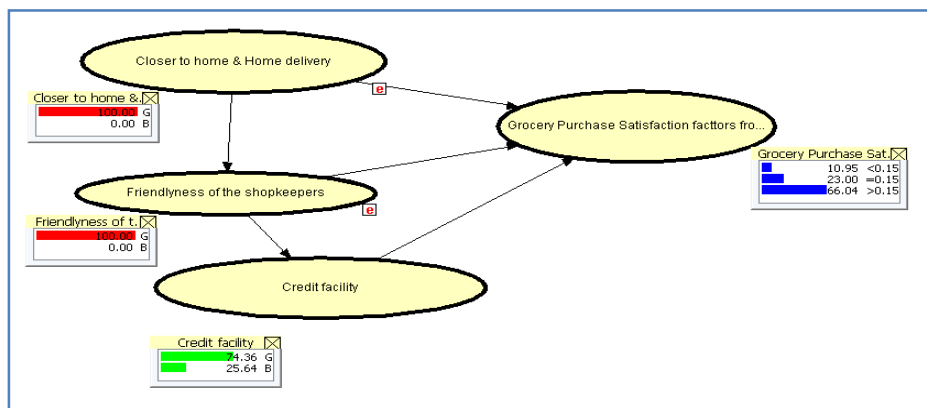 Closer to home & Home delivery
e
Closer to home &.
100.00 G
0.00 B
Grocery Purchase Satisfaction facttors fro...
Grocery Purchase Sat.
10.95 <0.15
23.00 =0.15
66.04 >0.15
Friendlyness of the shopkeepers
e
Friendlyness of t.
100.00 G
0.00 B
Credit facility
Credit facility
74.36 G
25.64 B